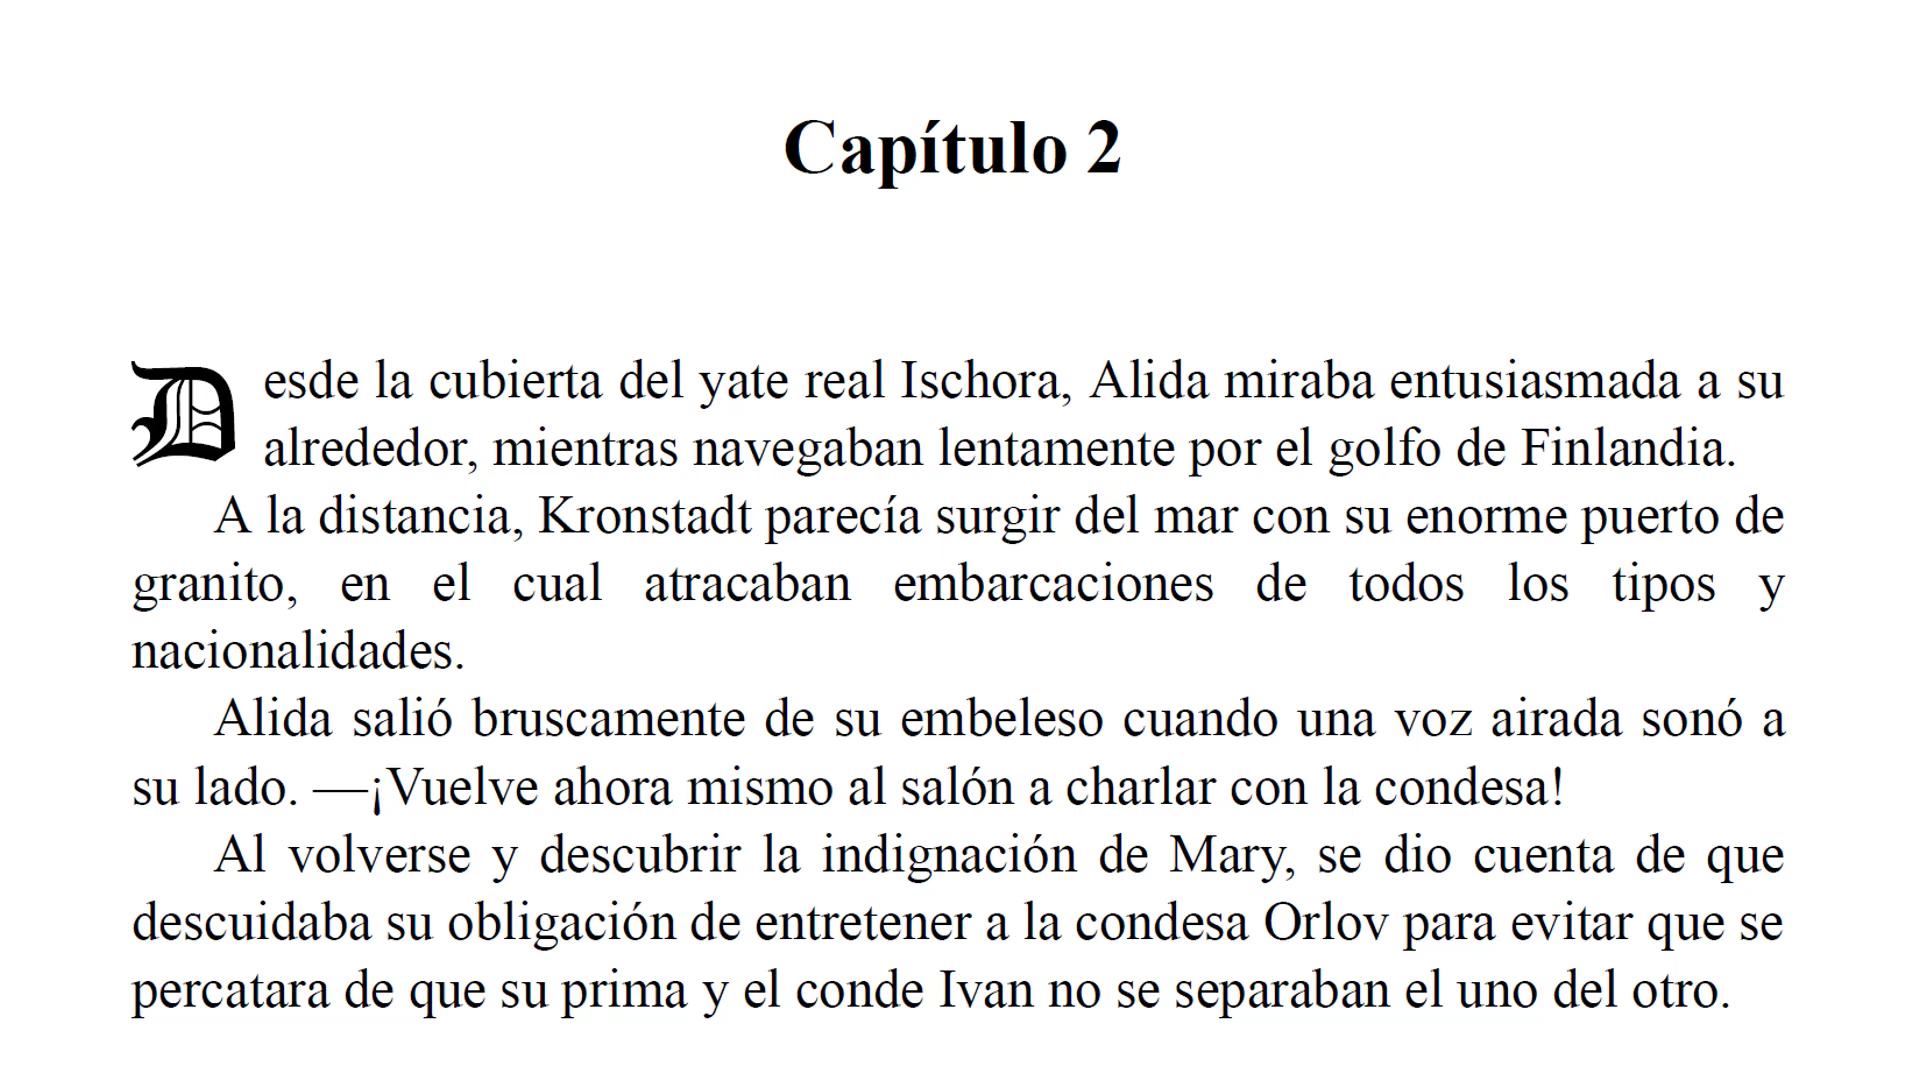 Capítulo 2
Desde la cubierta del yate real Ischora, Alida miraba entusiasmada a su
alrededor, mientras navegaban lentamente por el golfo de Finlandia.
A la distancia, Kronstadt parecía surgir del mar con su enorme puerto de
granito, en el cual atracaban embarcaciones de todos los tipos y
nacionalidades.
Alida salió bruscamente de su embeleso cuando una voz airada sonó a
su lado. —¡Vuelve ahora mismo al salón a charlar con la condesa!
Al volverse y descubrir la indignación de Mary, se dio cuenta de que
descuidaba su obligación de entretener a la condesa Orlov para evitar que se
percatara de que su prima y el conde Ivan no se separaban el uno del otro.